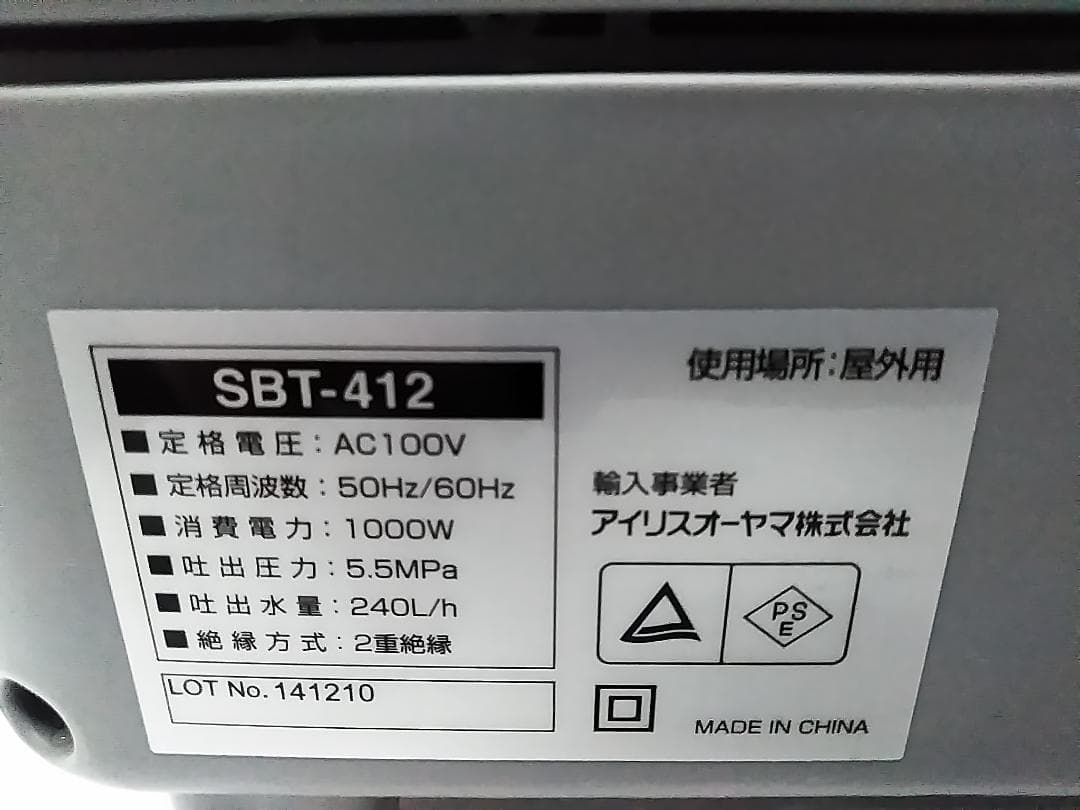 SBT-412
■定格電圧：AC100V
■定格周波数：50Hz/60Hz
■消費電力：1000W
■吐出圧力：5.5MPa
■吐出水量：240L/h
■絶縁方式：2重絶縁
LOT No. 141210
使用場所：屋外用
輸入事業者
アイリスオーヤマ株式会社
PS
E
MADE IN CHINA